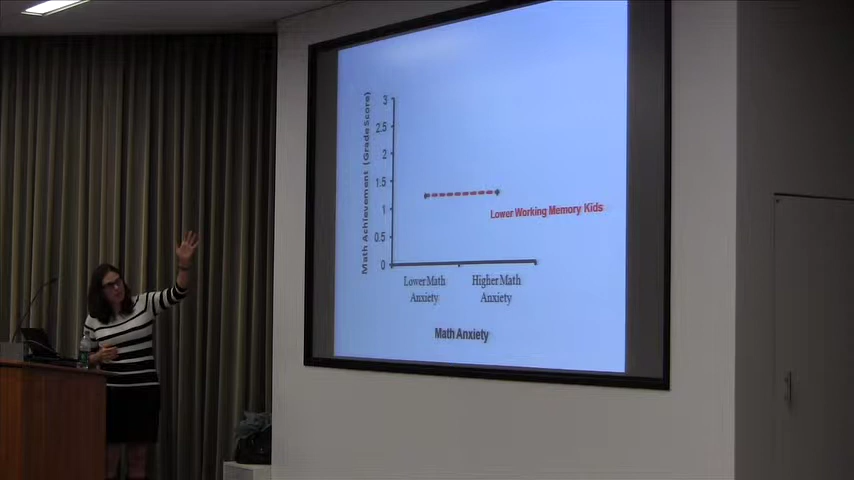 Math Achievement (Grade Score)
3
2.5
2
1.5
1
0.5
0
Lower Working Memory Kids
Lower Math
Anxiety
Higher Math
Anxiety
Math Anxiety